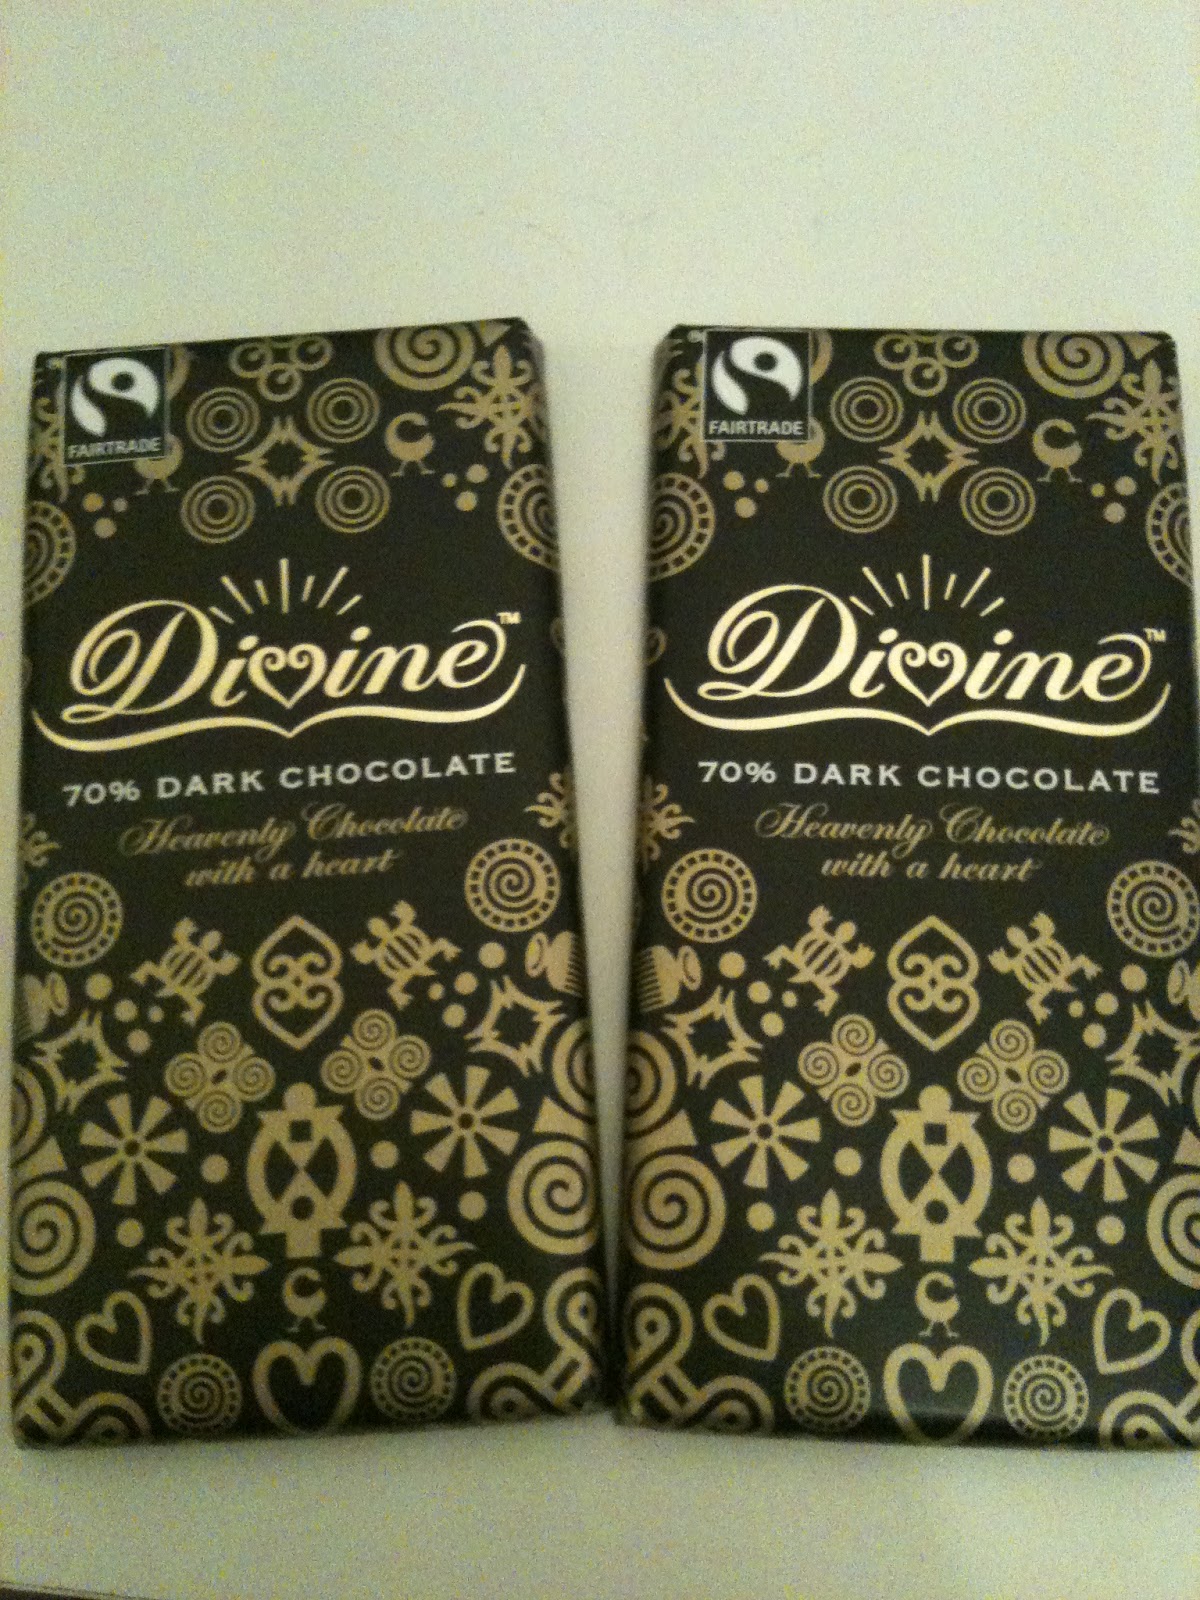 FAIRTRADE
Divine™
70% DARK CHOCOLATE
Heavenly Chocolate
with a heart
FAIRTRADE
Divine™
70% DARK CHOCOLATE
Heavenly Chocolate
with a heart